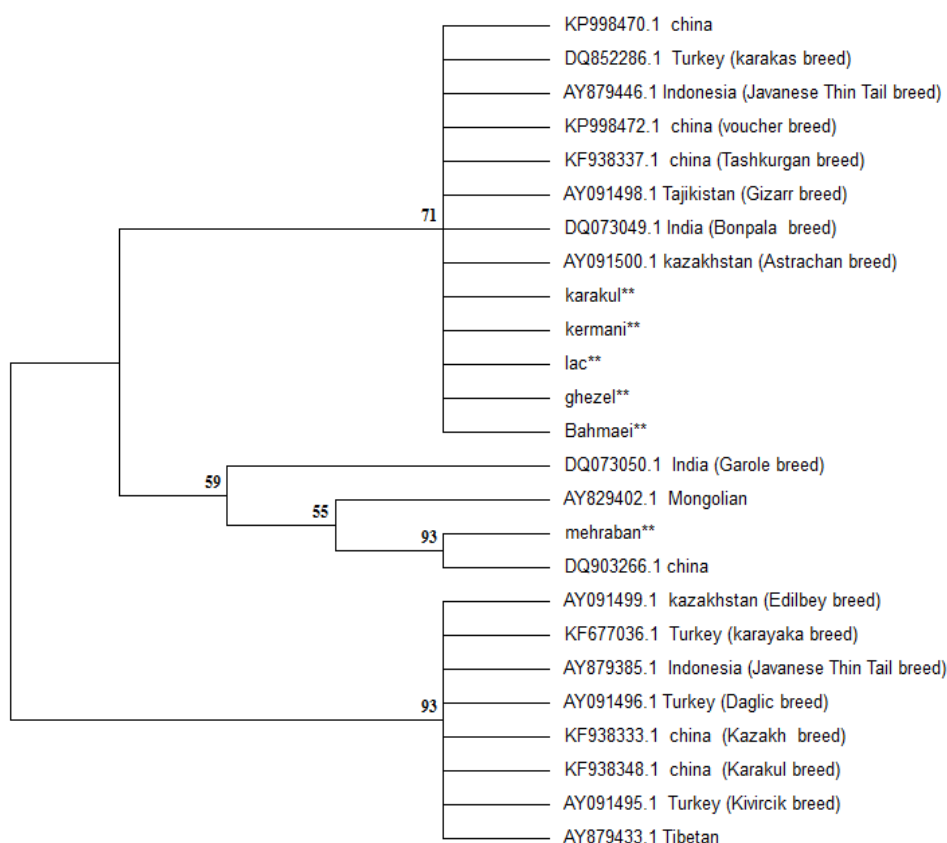 KP998470.1 china
DQ852286.1 Turkey (karakas breed)
AY879446.1 Indonesia (Javanese Thin Tail breed)
KP998472.1 china (voucher breed)
KF938337.1 china (Tashkurgan breed)
AY091498.1 Tajikistan (Gizarr breed)
71
DQ073049.1 India (Bonpala breed)
AY091500.1 kazakhstan (Astrachan breed)
karakul**
kermani**
lac**
ghezel**
Bahmaei**
DQ073050.1 India (Garole breed)
59
AY829402.1 Mongolian
55
mehraban**
93
DQ903266.1 china
AY091499.1 kazakhstan (Edilbey breed)
KF677036.1 Turkey (karayaka breed)
AY879385.1 Indonesia (Javanese Thin Tail breed)
AY091496.1 Turkey (Daglic breed)
93
KF938333.1 china (Kazakh breed)
KF938348.1 china (Karakul breed)
AY091495.1 Turkey (Kivircik breed)
AY879433.1 Tibetan